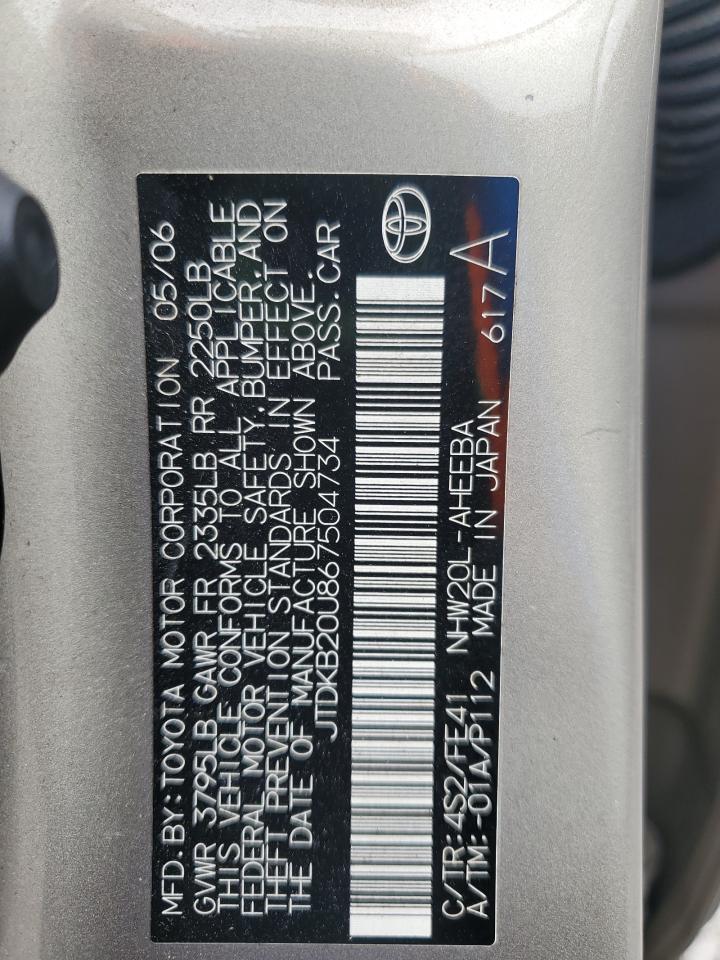 MFD. BY: TOYOTA MOTOR CORPORATION 05/06
GVWR 3795LB GAWR FR 2335LB RR 2250LB
THIS VEHICLE CONFORMS TO ALL APPLICABLE
FEDERAL MOTOR VEHICLE SAFETY, BUMPER, AND
THEFT PREVENTION STANDARDS IN EFFECT ON
THE DATE OF MANUFACTURE SHOWN ABOVE.
JTDKB20U867504734 PASS. CAR
C/TR: 4S2/FE41 NHW20L-AHEEBA
A/TM: -01A/P112 MADE IN JAPAN 617 A